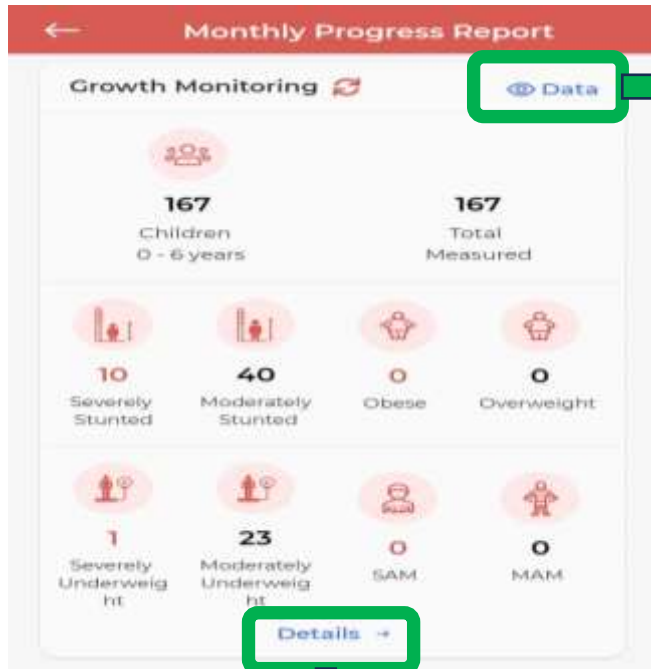 Monthly Progress Report
Growth Monitoring
Data
167
167
Children
0 - 6 years
Total
Measured
10
40
0
0
Severely
Stunted
Moderately
Stunted
Obese
Overweight
1
23
0
0
Severely
Underweig
ht
Moderately
Underweig
ht
SAM
MAM
Details →